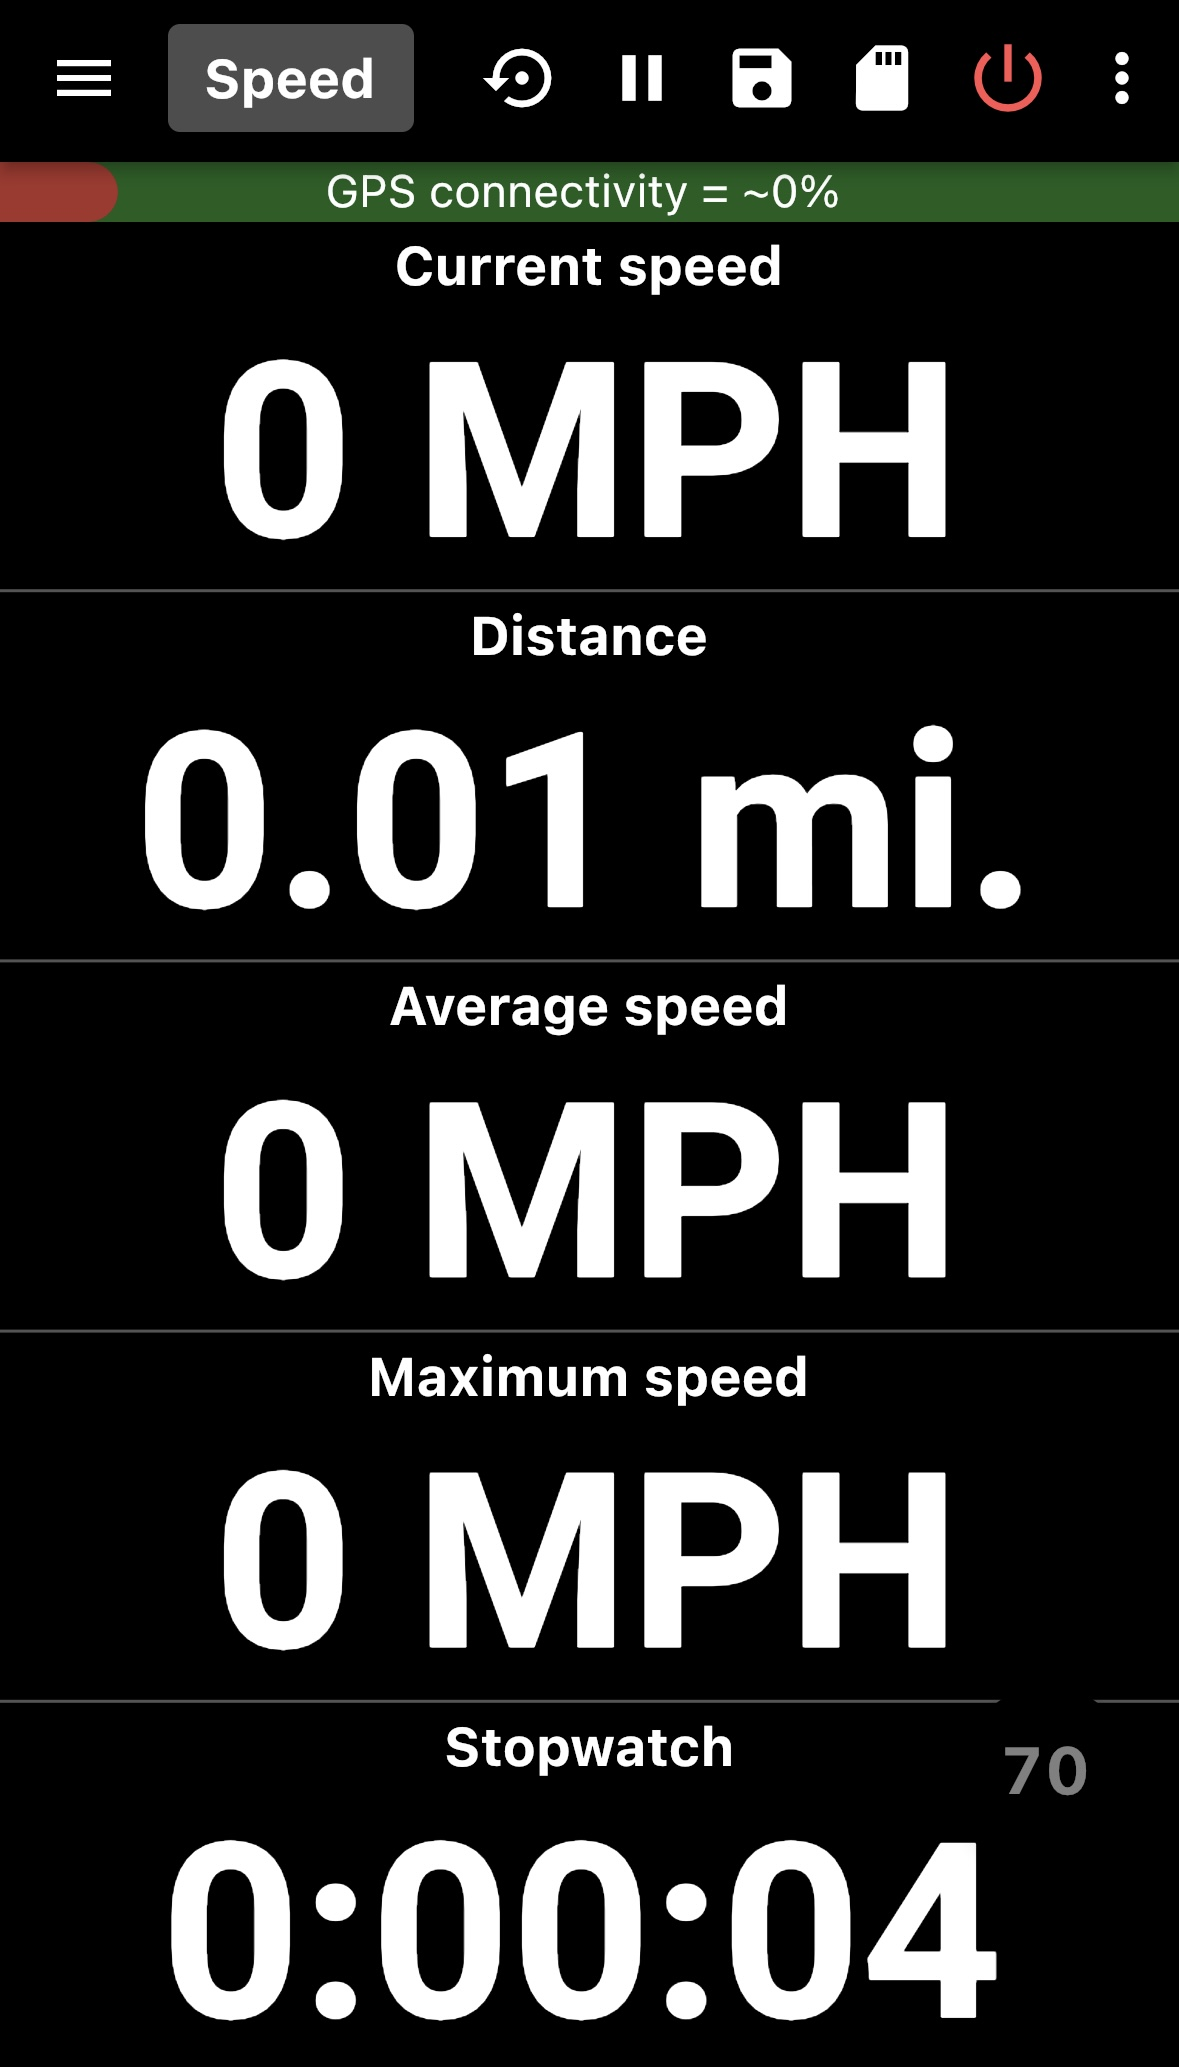 Speed
GPS connectivity = ~0%
Current speed
0 MPH
Distance
0.01 mi.
Average speed
0 MPH
Maximum speed
0 MPH
Stopwatch
70
0:00:04